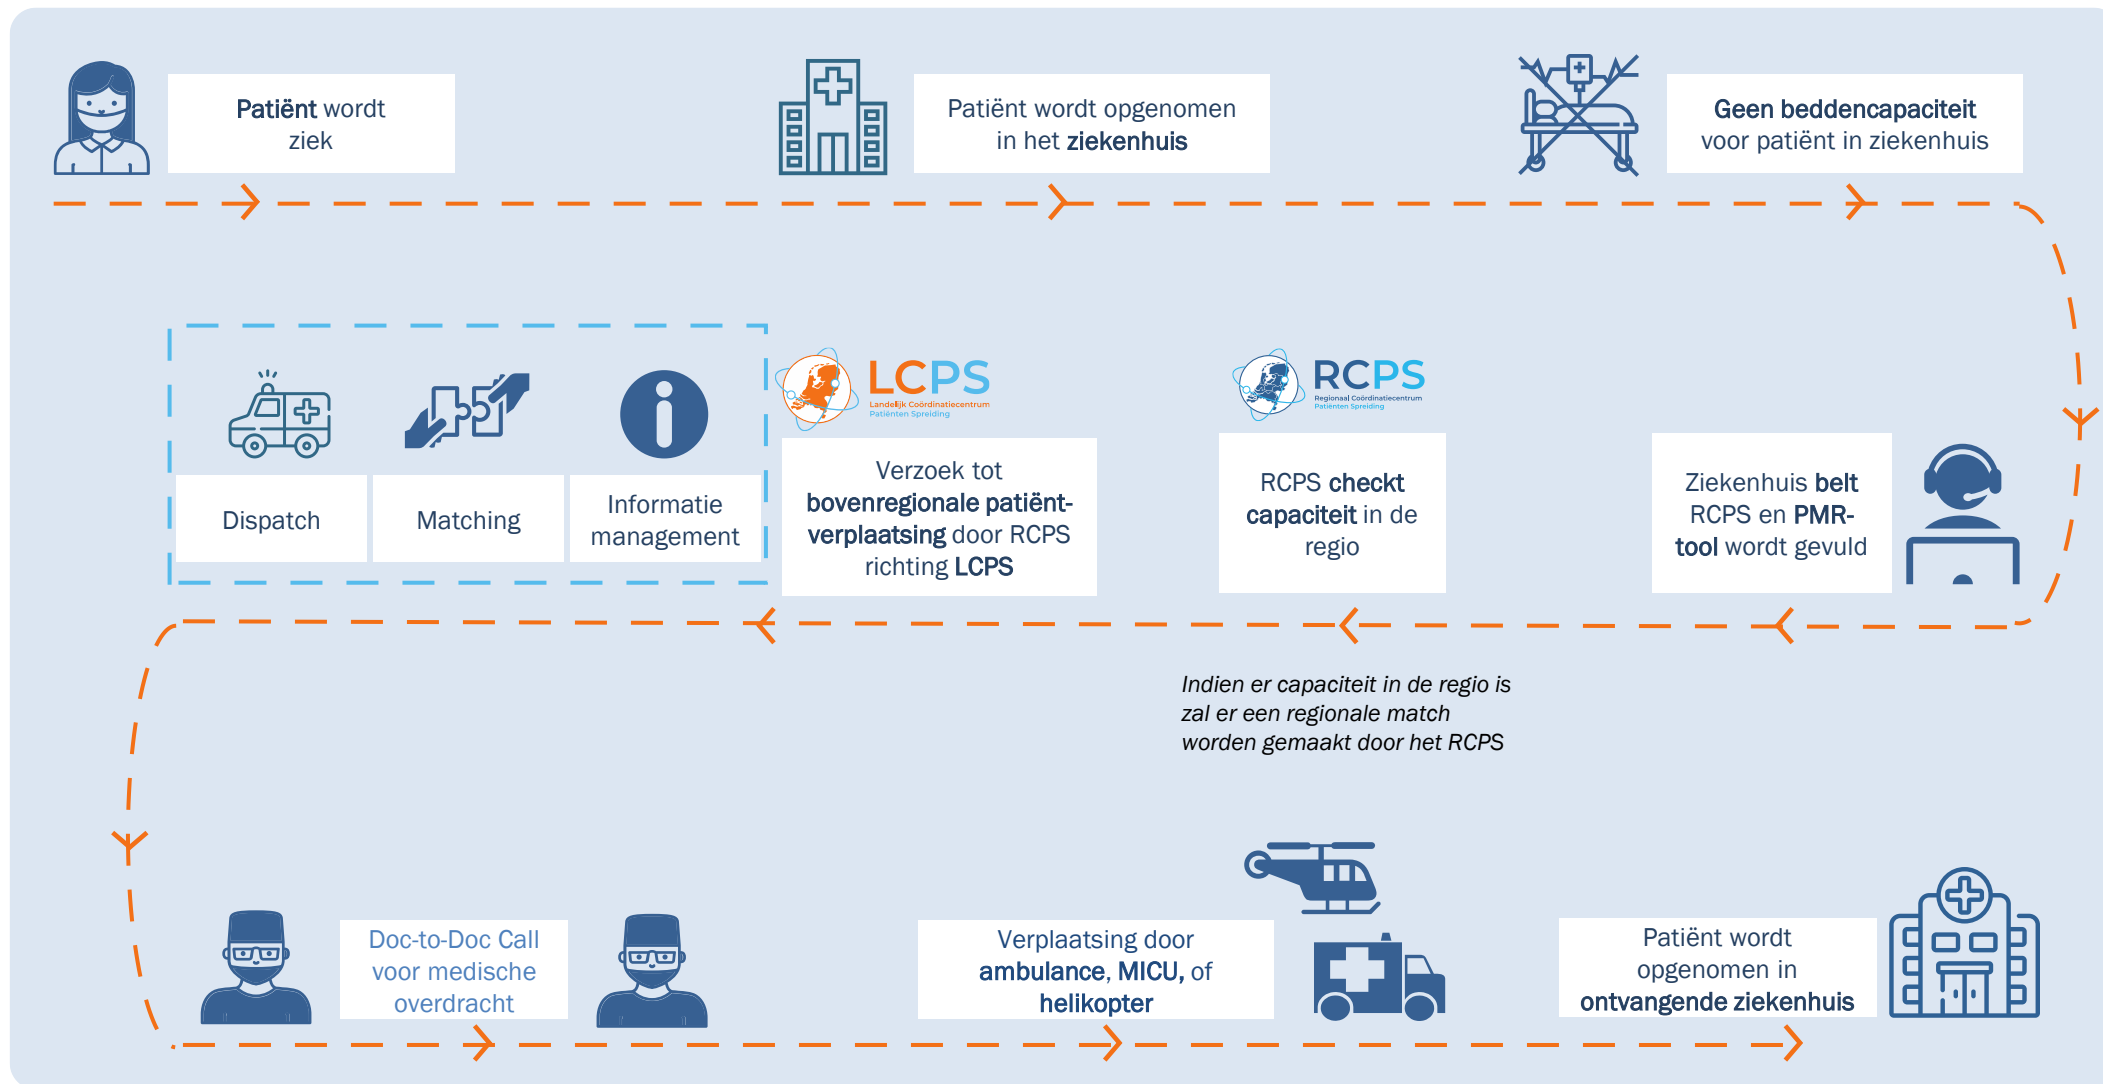 Patiënt wordt
ziek
Patiënt wordt opgenomen
in het ziekenhuis
Geen beddencapaciteit
voor patiënt in ziekenhuis
Ziekenhuis belt
RCPS en PMR-
tool wordt gevuld
RCPS
Regionaal Coördinatiecentrum
Patiënten Spreiding
RCPS checkt
capaciteit in de
regio
Indien er capaciteit in de regio is
zal er een regionale match
worden gemaakt door het RCPS
LCPS
Landelijk Coördinatiecentrum
Patiënten Spreiding
Verzoek tot
bovenregionale patiënt-
verplaatsing door RCPS
richting LCPS
Informatie
management
Matching
Dispatch
Doc-to-Doc Call
voor medische
overdracht
Verplaatsing door
ambulance, MICU, of
helikopter
Patiënt wordt
opgenomen in
ontvangende ziekenhuis